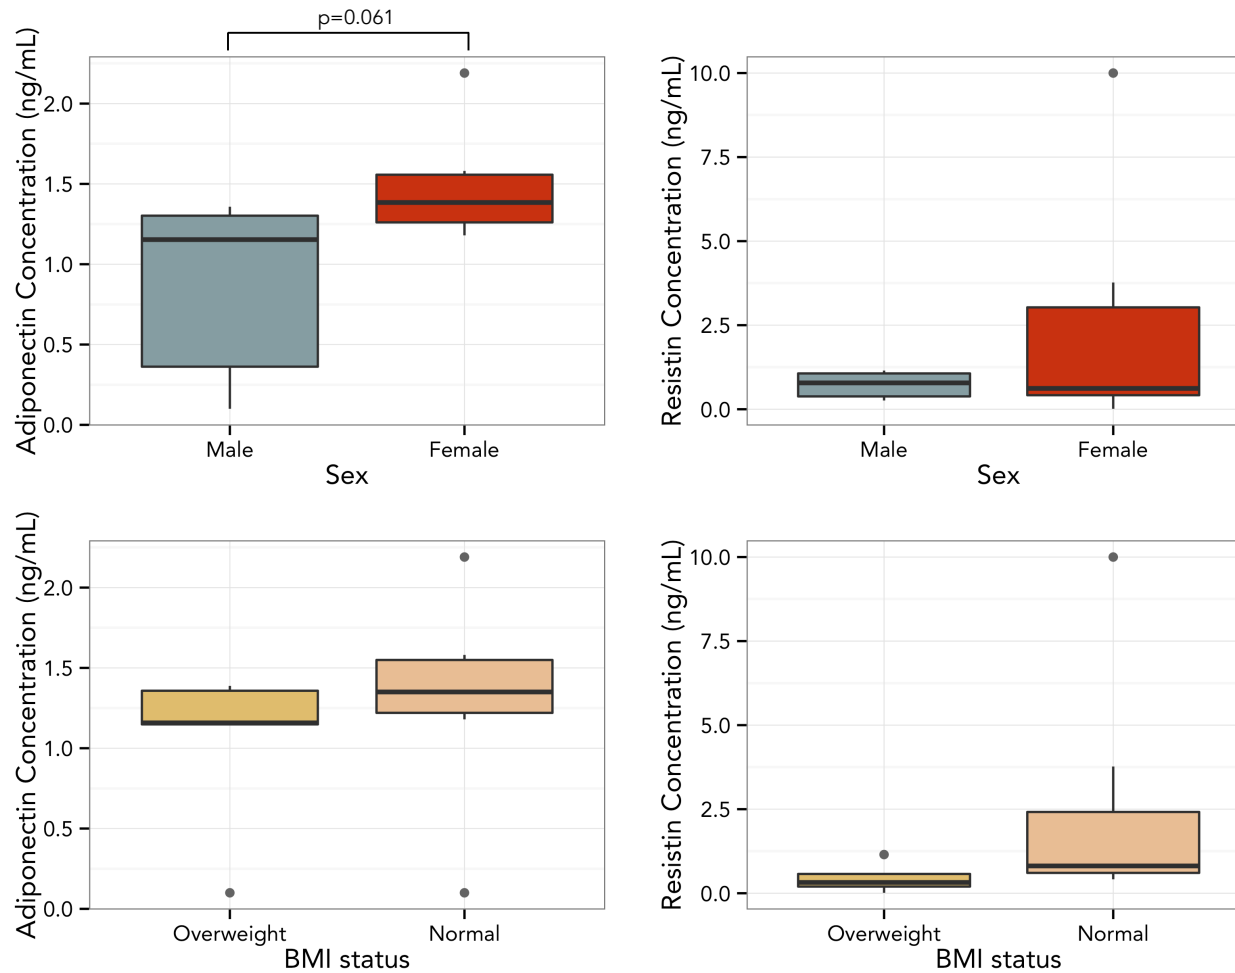 p=0.061
Adiponectin Concentration (ng/mL)
2.0
1.5
1.0
0.5
0.0
Male
Female
Sex
Resistin Concentration (ng/mL)
10.0
7.5
5.0
2.5
0.0
Male
Female
Sex
Adiponectin Concentration (ng/mL)
2.0
1.5
1.0
0.5
0.0
Overweight
Normal
BMI status
Resistin Concentration (ng/mL)
10.0
7.5
5.0
2.5
0.0
Overweight
Normal
BMI status